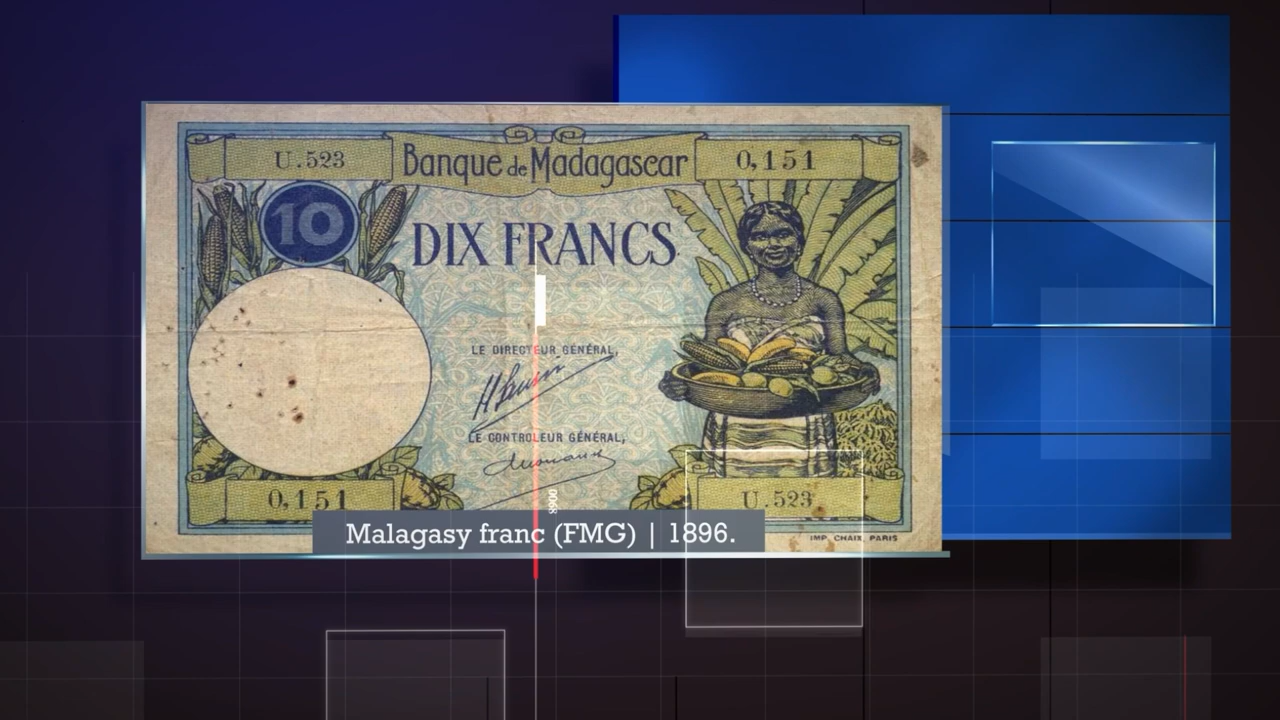 U.523
Banque de Madagascar
0,151
10
DIX FRANCS
LE DIRECTEUR GÉNÉRAL,
LE CONTROLEUR GÉNÉRAL,
0,151
U.523
Malagasy franc (FMG) | 1896.
IMP. CHAIX, PARIS